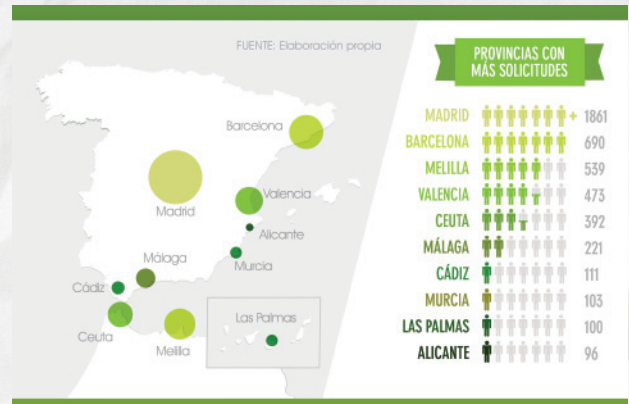 FUENTE: Elaboración propia
Barcelona
Madrid
Valencia
Alicante
Murcia
Málaga
Cádiz
Ceuta
Melilla
Las Palmas
PROVINCIAS CON
MÁS SOLICITUDES
MADRID + 1861
BARCELONA 690
MELILLA 539
VALENCIA 473
CEUTA 392
MÁLAGA 221
CÁDIZ 111
MURCIA 103
LAS PALMAS 100
ALICANTE 96